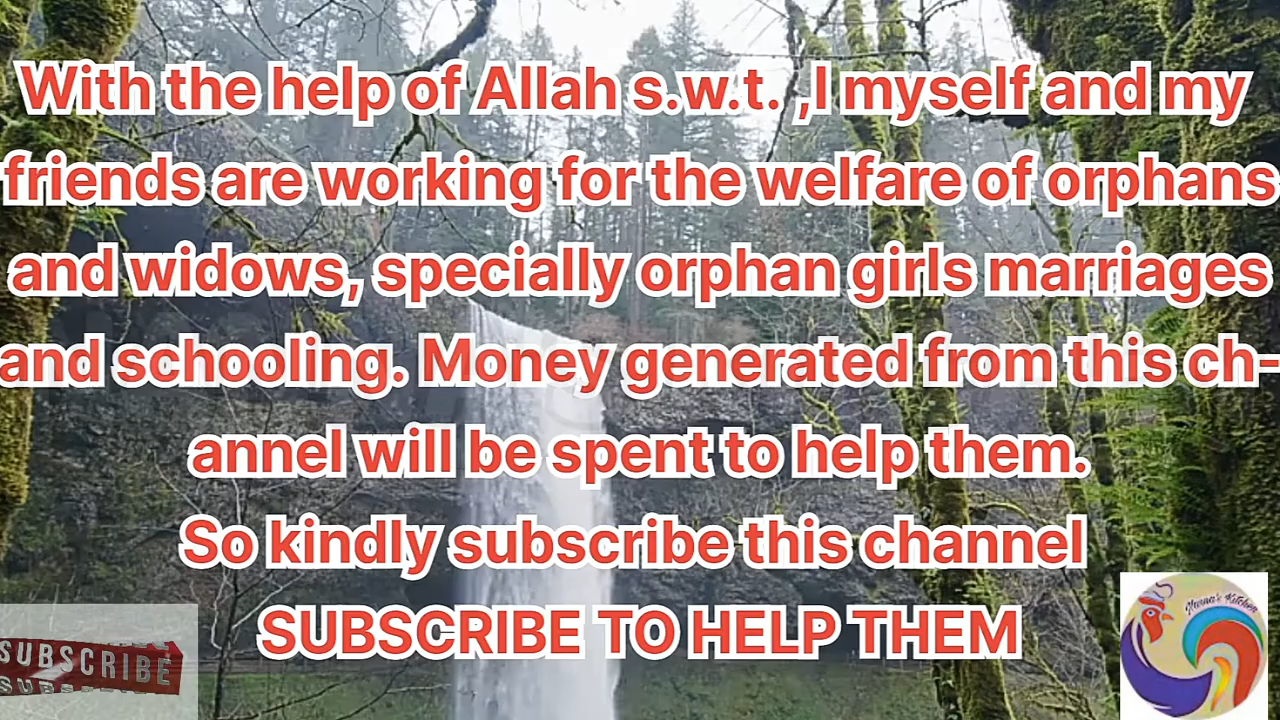 With the help of Allah s.w.t. ,I myself and my
friends are working for the welfare of orphans
and widows, specially orphan girls marriages
and schooling. Money generated from this ch-
annel will be spent to help them.
So kindly subscribe this channel
SUBSCRIBE TO HELP THEM
SUBSCRIBE